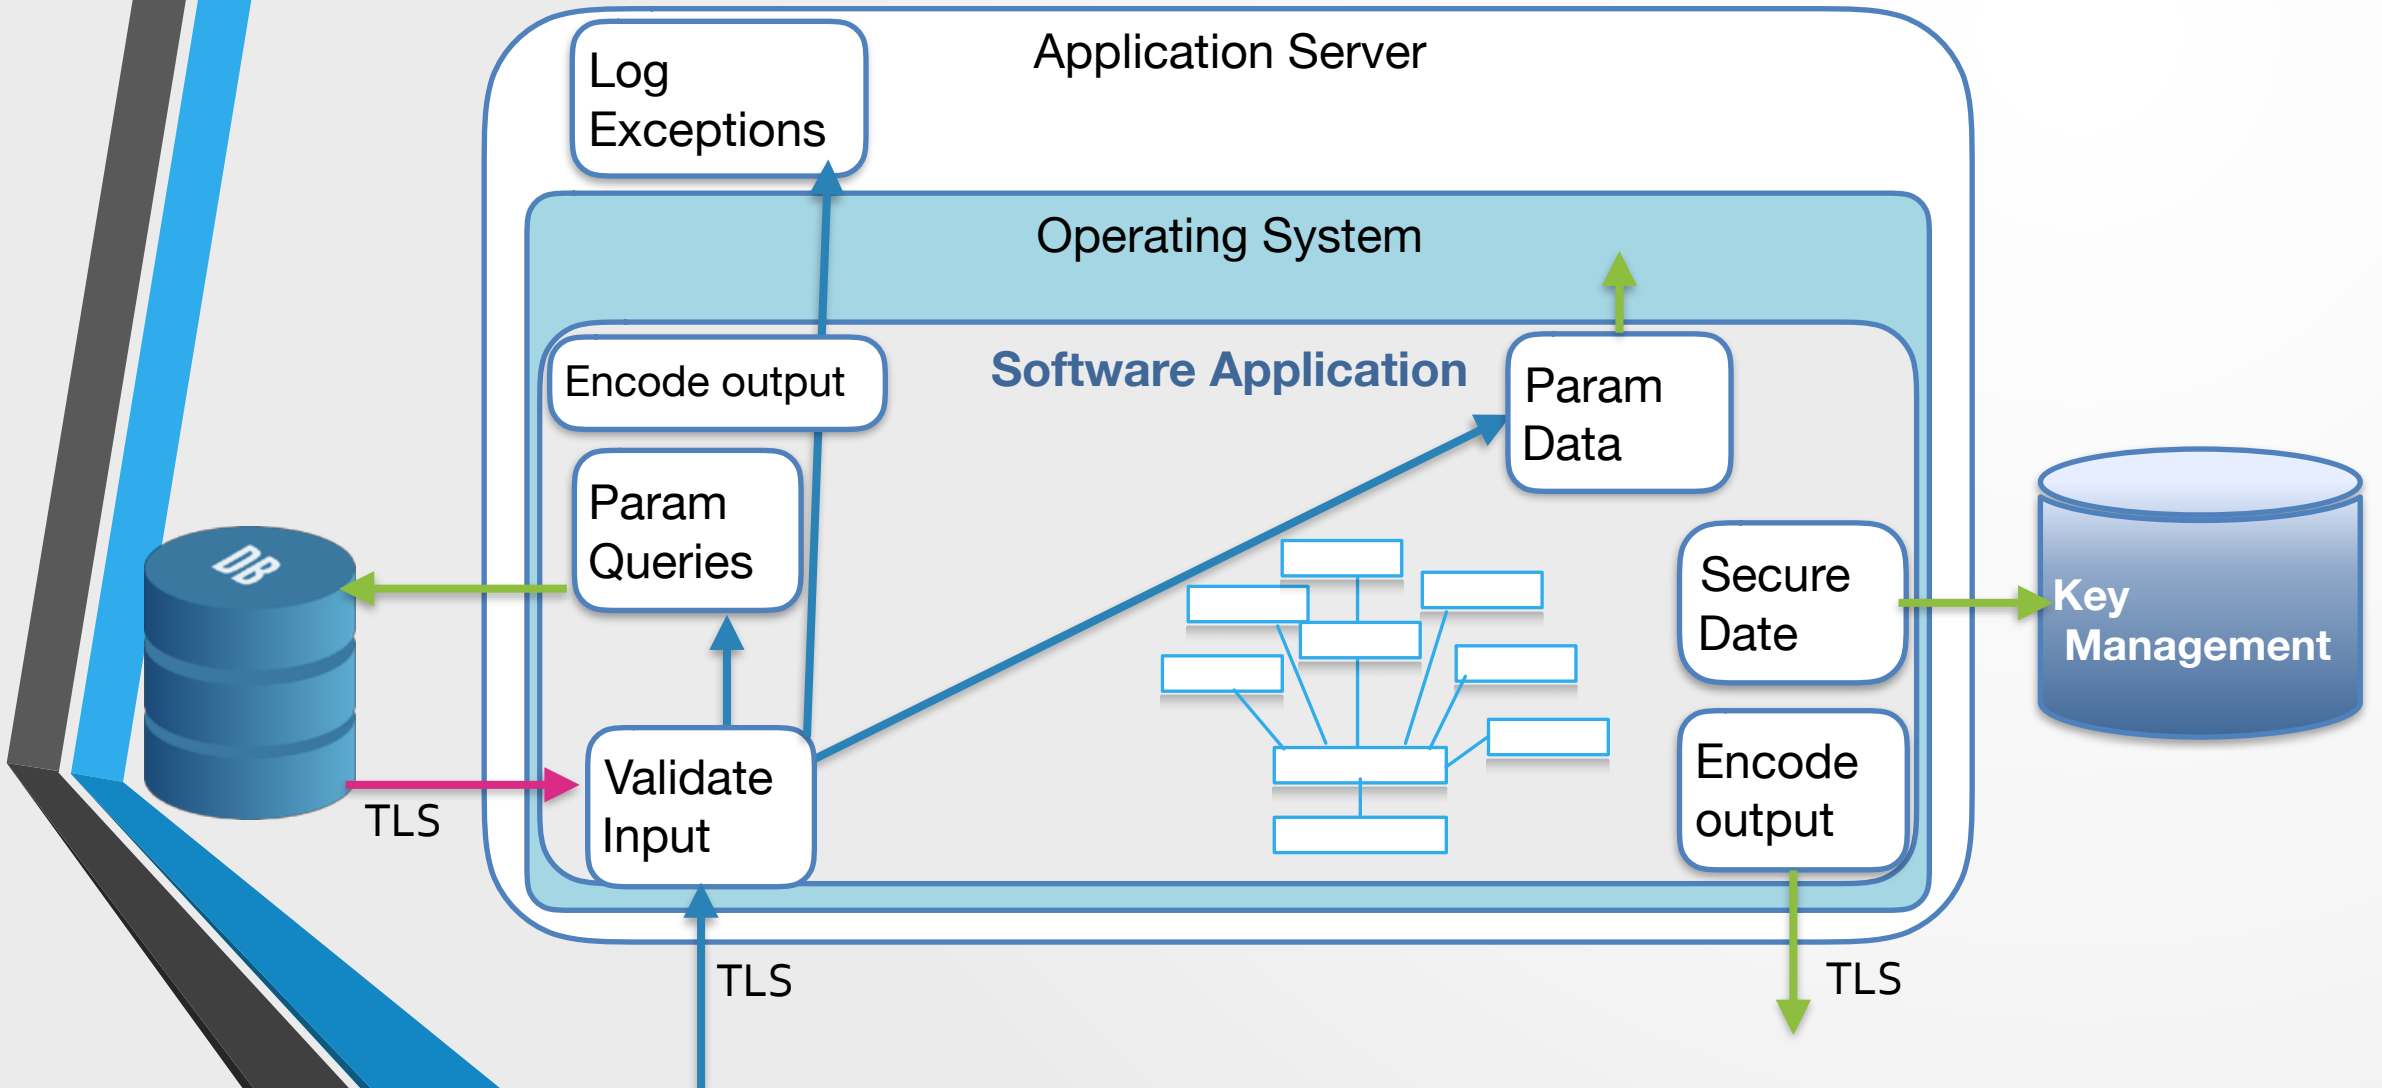 Application Server
Log
Exceptions
Operating System
Encode output
Software Application
Param
Data
Param
Queries
DB
Secure
Date
Key
Management
Validate
Input
Encode
output
TLS
TLS
TLS